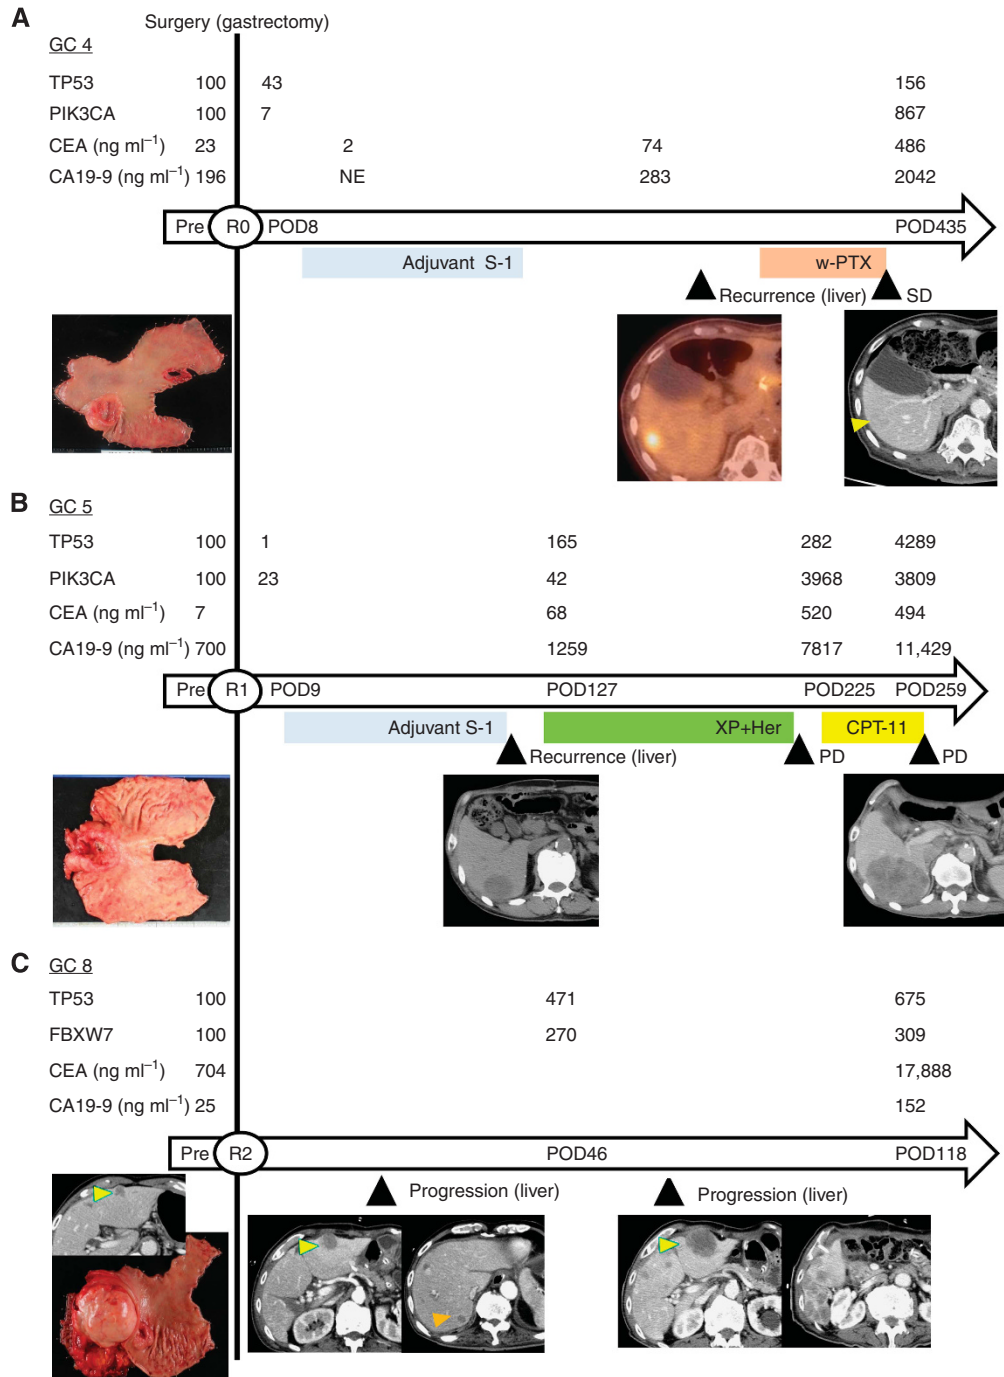 A
Surgery (gastrectomy)
GC 4
TP53 100 43 156
PIK3CA 100 7 867
CEA (ng ml⁻¹) 23 2 74 486
CA19-9 (ng ml⁻¹) 196 NE 283 2042
Pre R0 POD8 POD435
Adjuvant S-1 w-PTX
Recurrence (liver) SD
B
GC 5
TP53 100 1 165 282 4289
PIK3CA 100 23 42 3968 3809
CEA (ng ml⁻¹) 7 68 520 494
CA19-9 (ng ml⁻¹) 700 1259 7817 11,429
Pre R1 POD9 POD127 POD225 POD259
Adjuvant S-1 XP+Her CPT-11
Recurrence (liver) PD PD
C
GC 8
TP53 100 471 675
FBXW7 100 270 309
CEA (ng ml⁻¹) 704 17,888
CA19-9 (ng ml⁻¹) 25 152
Pre R2 POD46 POD118
Progression (liver) Progression (liver)